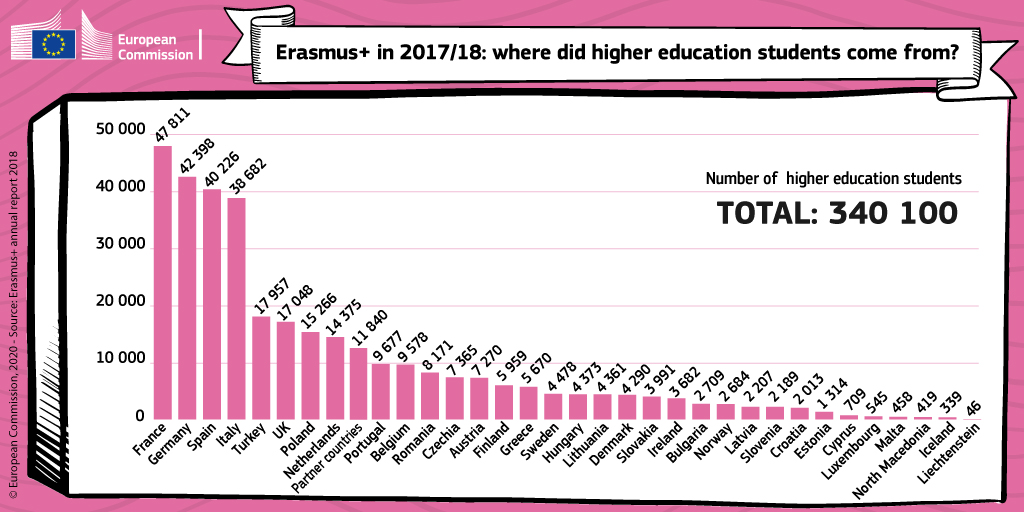 European
Commission
Erasmus+ in 2017/18: where did higher education students come from?
Number of higher education students
TOTAL: 340 100
50 000
40 000
30 000
20 000
10 000
0
47 811
42 398
40 226
38 682
17 957
17 048
15 266
14 375
11 840
9 677
9 578
8 171
7 365
7 270
5 959
5 670
4 478
4 373
4 361
4 290
3 991
3 682
2 709
2 684
2 207
2 189
2 013
1 314
709
545
458
419
339
46
France
Germany
Spain
Italy
Turkey
UK
Poland
Netherlands
Partner countries
Portugal
Belgium
Romania
Czechia
Austria
Finland
Greece
Sweden
Hungary
Lithuania
Denmark
Slovakia
Ireland
Bulgaria
Norway
Latvia
Slovenia
Croatia
Estonia
Cyprus
Luxembourg
Malta
North Macedonia
Iceland
Liechtenstein
© European Commission, 2020 - Source: Erasmus+ annual report 2018